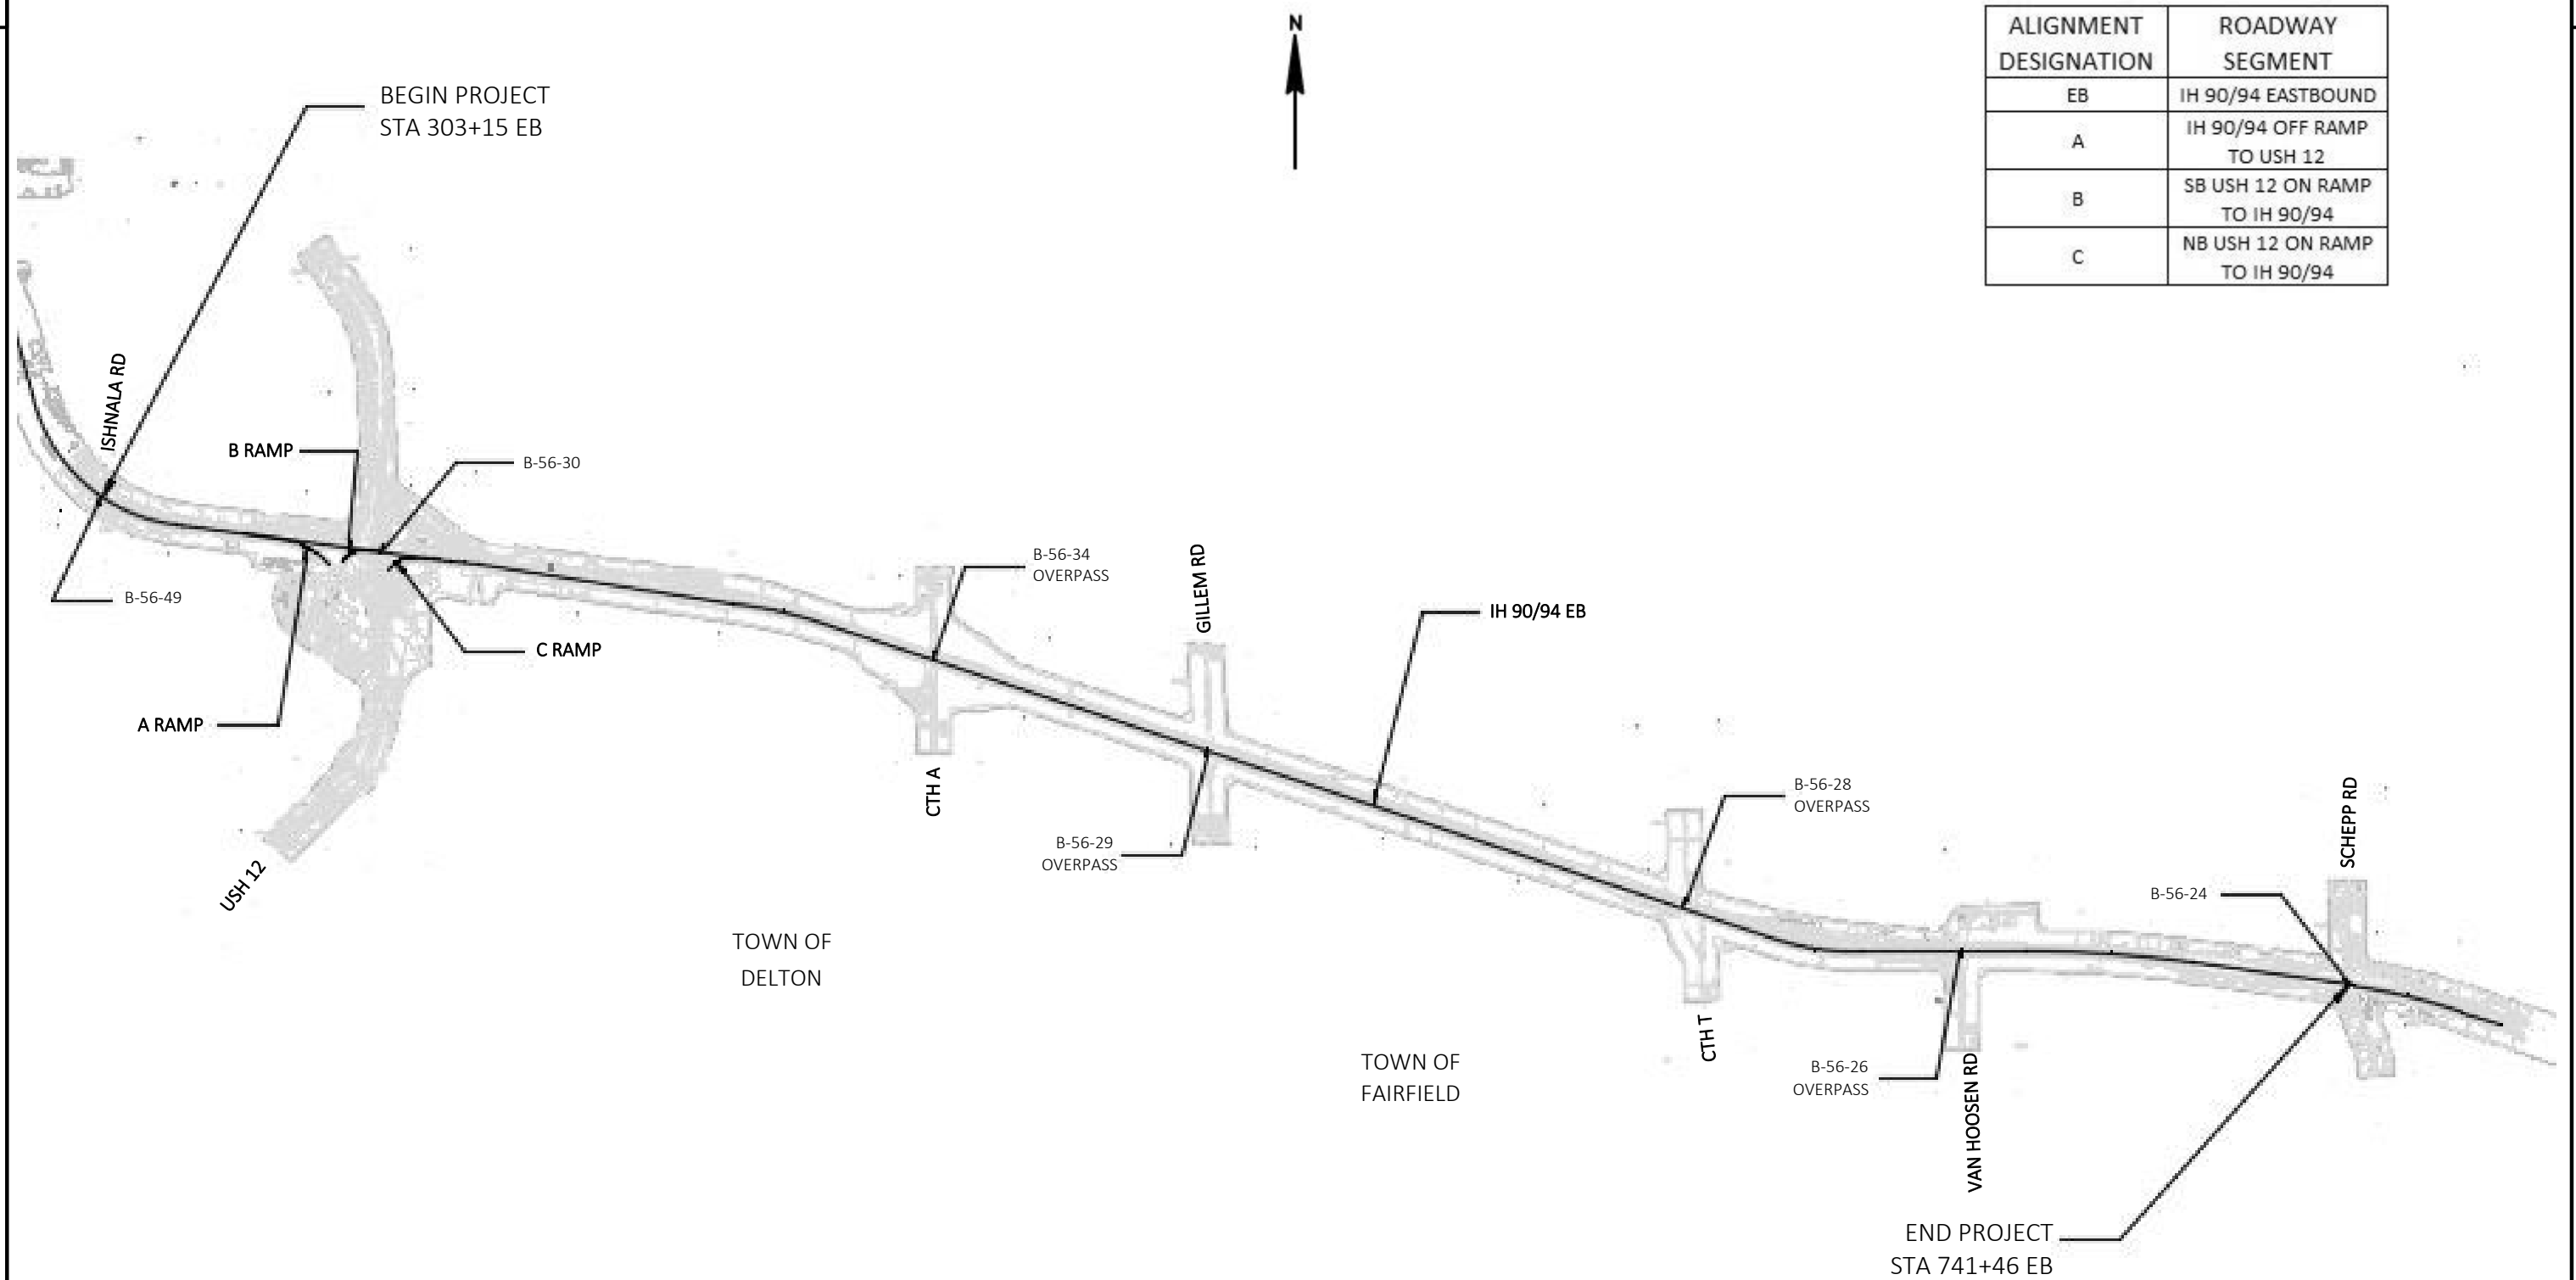 N
ALIGNMENT DESIGNATION
ROADWAY SEGMENT
EB
IH 90/94 EASTBOUND
A
IH 90/94 OFF RAMP
TO USH 12
B
SB USH 12 ON RAMP
TO IH 90/94
C
NB USH 12 ON RAMP
TO IH 90/94
BEGIN PROJECT
STA 303+15 EB
ISHNALA RD
B RAMP
B-56-30
B-56-49
C RAMP
A RAMP
USH 12
B-56-34
OVERPASS
CTH A
GILLEM RD
IH 90/94 EB
B-56-29
OVERPASS
B-56-28
OVERPASS
SCHEPP RD
B-56-24
TOWN OF
DELTON
TOWN OF
FAIRFIELD
CTH T
B-56-26
OVERPASS
VAN HOOSEN RD
END PROJECT
STA 741+46 EB